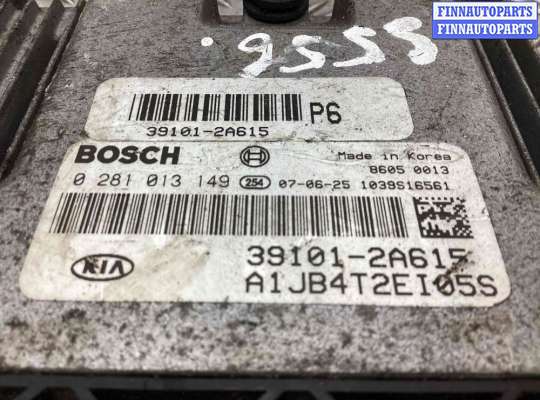 FINNAUTOPARTS
FINNAUTOPARTS
P6
39101-2A615
BOSCH
Made in Korea
8605 0013
0 281 013 149 254 07-06-25 1039S16561
39101-2A615
KIA
A1JB4T2EI05S